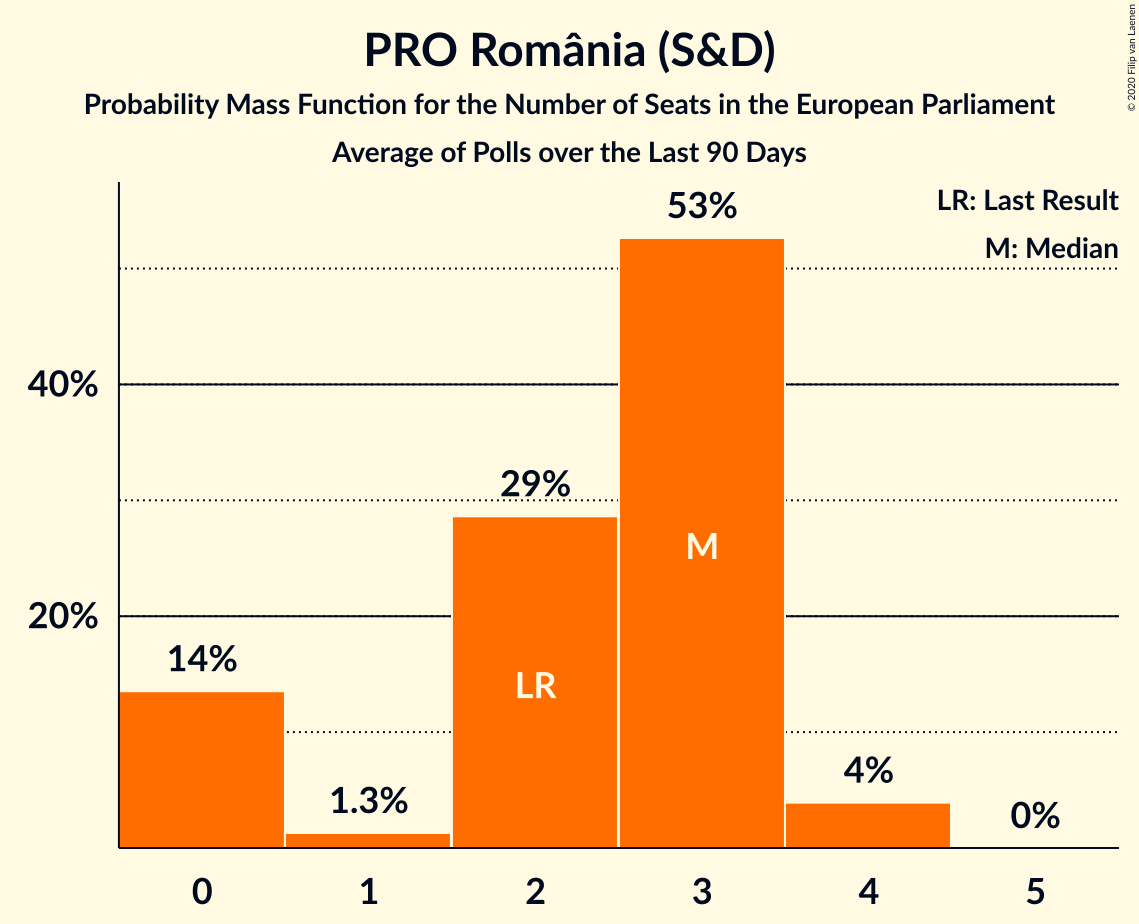 PRO România (S&D)
Probability Mass Function for the Number of Seats in the European Parliament
Average of Polls over the Last 90 Days
© 2020 Filip van Laenen
LR: Last Result
M: Median
53%
40%
29%
M
20%
14%
LR
1.3%
4%
0%
0 1 2 3 4 5